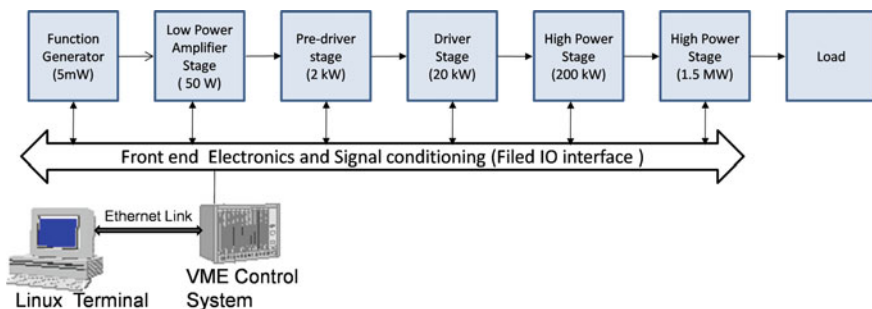 Function
Generator
(5mW)
Low Power
Amplifier
Stage
( 50 W)
Pre-driver
stage
(2 kW)
Driver
Stage
(20 kW)
High Power
Stage
(200 kW)
High Power
Stage
(1.5 MW)
Load
Front end Electronics and Signal conditioning (Filed IO interface )
Ethernet Link
Linux Terminal
VME Control
System